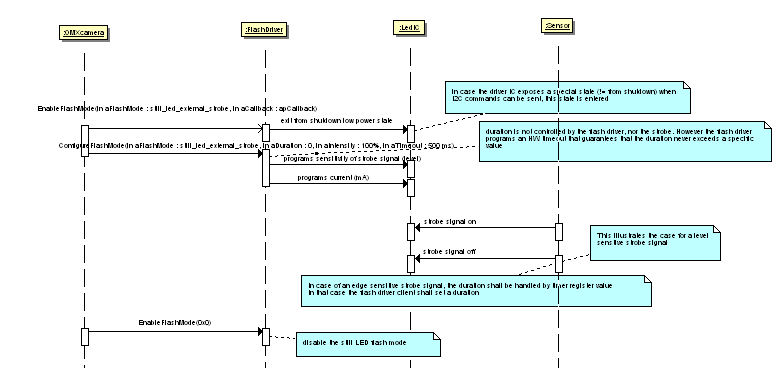 :OMXcamera
:FlashDriver
:Led IC
:Sensor
In case the driver IC exposes a special state (!= from shutdown) when
I2C commands can be sent, this state is entered
EnableFlashMode(in aFlashMode : still_led_external_strobe, in aCallback : apCallback)
exit from shutdown low power state
duration is not controlled by the flash driver, nor the strobe. However the flash driver
programs an HW timeout that guarantees that the duration never exceeds a specific
value
ConfigureFlashMode(in aFlashMode : still_led_external_strobe, in aDuration : 0, in aIntensity : 100%, in aTimeout : 500 ms)
programs sensitivity of strobe signal (level)
programs current (mA)
strobe signal on
This illustrates the case for a level
sensitive strobe signal
strobe signal off
In case of an edge sensitive strobe signal, the duration shall be handled by timer register value
in that case the flash driver client shall set a duration
EnableFlashMode(0x0)
disable the still LED flash mode